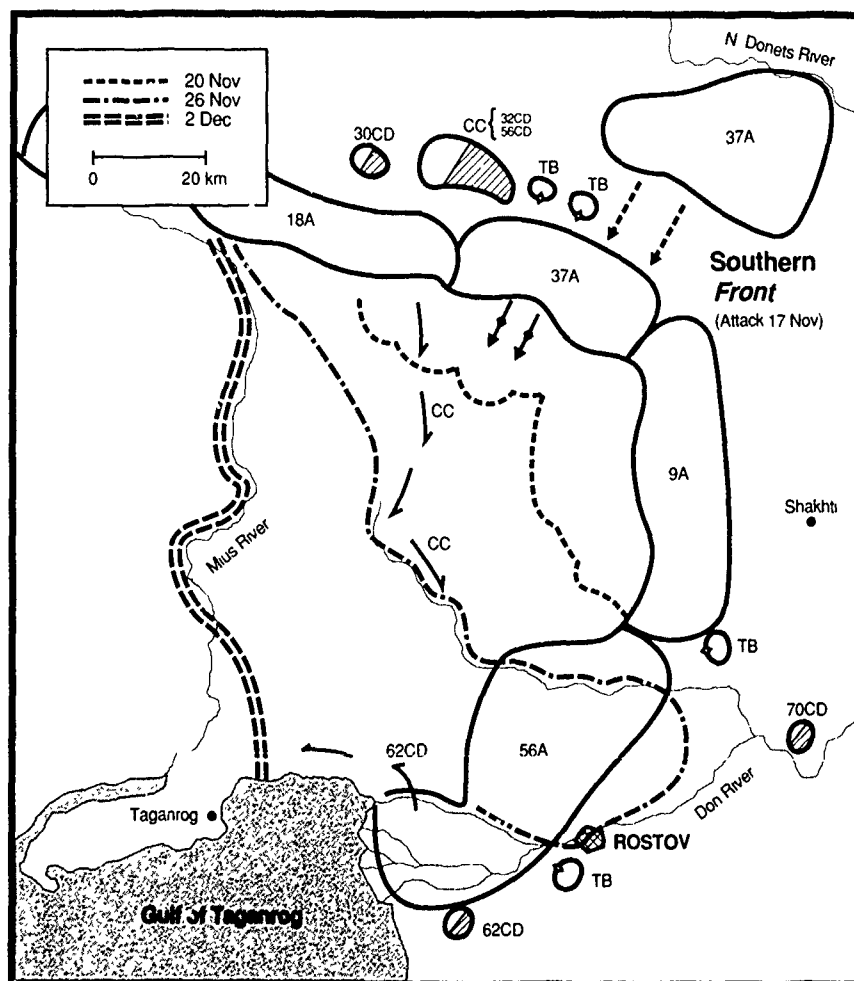 N Donets River
20 Nov
26 Nov
2 Dec
0 20 km
30CD
CC { 32CD
56CD
TB
TB
37A
18A
37A
Southern
Front
(Attack 17 Nov)
CC
9A
Shakhti
Mius River
CC
TB
70CD
62CD
56A
Don River
Taganrog
ROSTOV
TB
Gulf of Taganrog
62CD